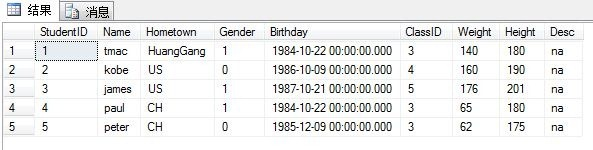 结果 消息
StudentID Name Hometown Gender Birthday ClassID Weight Height Desc
1 1 tmac HuangGang 1 1984-10-22 00:00:00.000 3 140 180 na
2 2 kobe US 0 1986-10-09 00:00:00.000 4 160 190 na
3 3 james US 1 1987-10-21 00:00:00.000 5 176 201 na
4 4 paul CH 1 1984-10-22 00:00:00.000 3 65 180 na
5 5 peter CH 0 1985-12-09 00:00:00.000 3 62 175 na